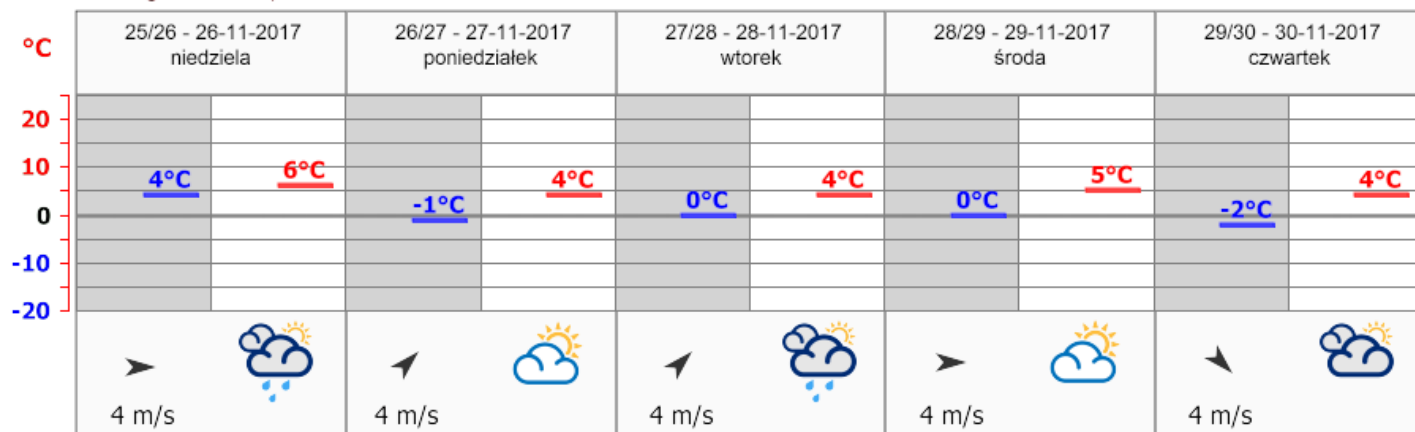 °C
25/26 - 26-11-2017
niedziela
26/27 - 27-11-2017
poniedziałek
27/28 - 28-11-2017
wtorek
28/29 - 29-11-2017
środa
29/30 - 30-11-2017
czwartek
20
10
0
-10
-20
4°C
6°C
-1°C
4°C
0°C
4°C
0°C
5°C
-2°C
4°C
4 m/s
4 m/s
4 m/s
4 m/s
4 m/s